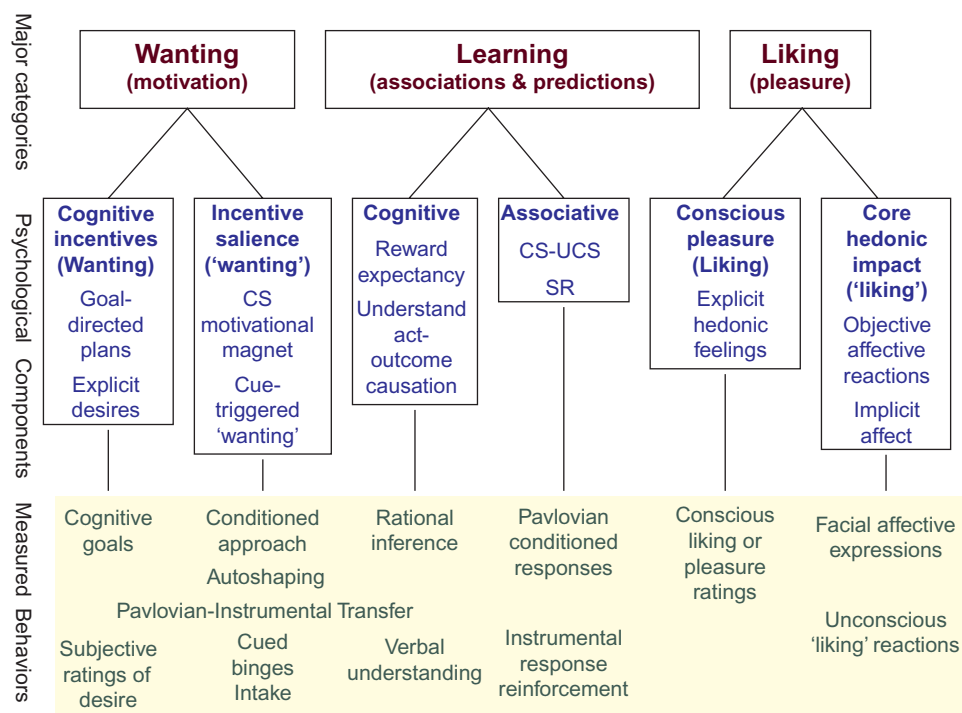 Major categories
Wanting
(motivation)
Learning
(associations & predictions)
Liking
(pleasure)
Psychological Components
Cognitive
incentives
(Wanting)
Goal-
directed
plans
Explicit
desires
Incentive
salience
(‘wanting’)
CS
motivational
magnet
Cue-
triggered
‘wanting’
Cognitive
Reward
expectancy
Understand
act-
outcome
causation
Associative
CS-UCS
SR
Conscious
pleasure
(Liking)
Explicit
hedonic
feelings
Core
hedonic
impact
(‘liking’)
Objective
affective
reactions
Implicit
affect
Measured Behaviors
Cognitive
goals
Conditioned
approach
Autoshaping
Pavlovian-Instrumental Transfer
Subjective
ratings of
desire
Cued
binges
Intake
Rational
inference
Verbal
understanding
Pavlovian
conditioned
responses
Instrumental
response
reinforcement
Conscious
liking or
pleasure
ratings
Facial affective
expressions
Unconscious
‘liking’ reactions